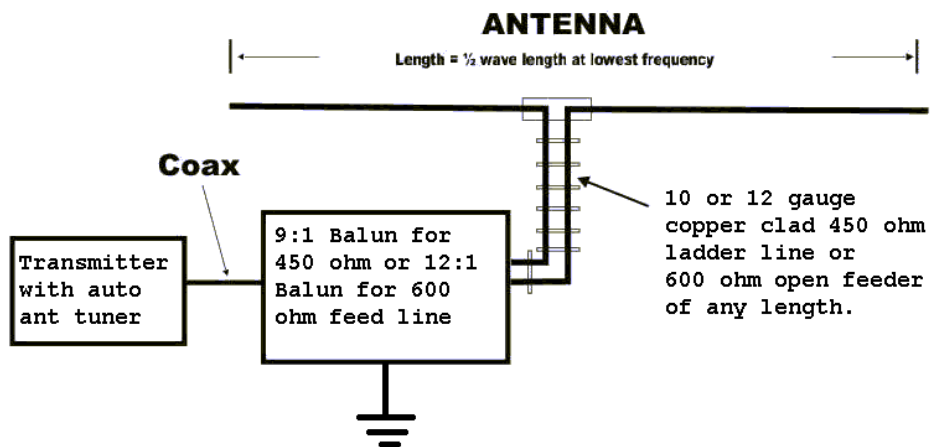 ANTENNA
Length = ½ wave length at lowest frequency
Coax
10 or 12 gauge
copper clad 450 ohm
ladder line or
600 ohm open feeder
of any length.
9:1 Balun for
450 ohm or 12:1
Balun for 600
ohm feed line
Transmitter
with auto
ant tuner